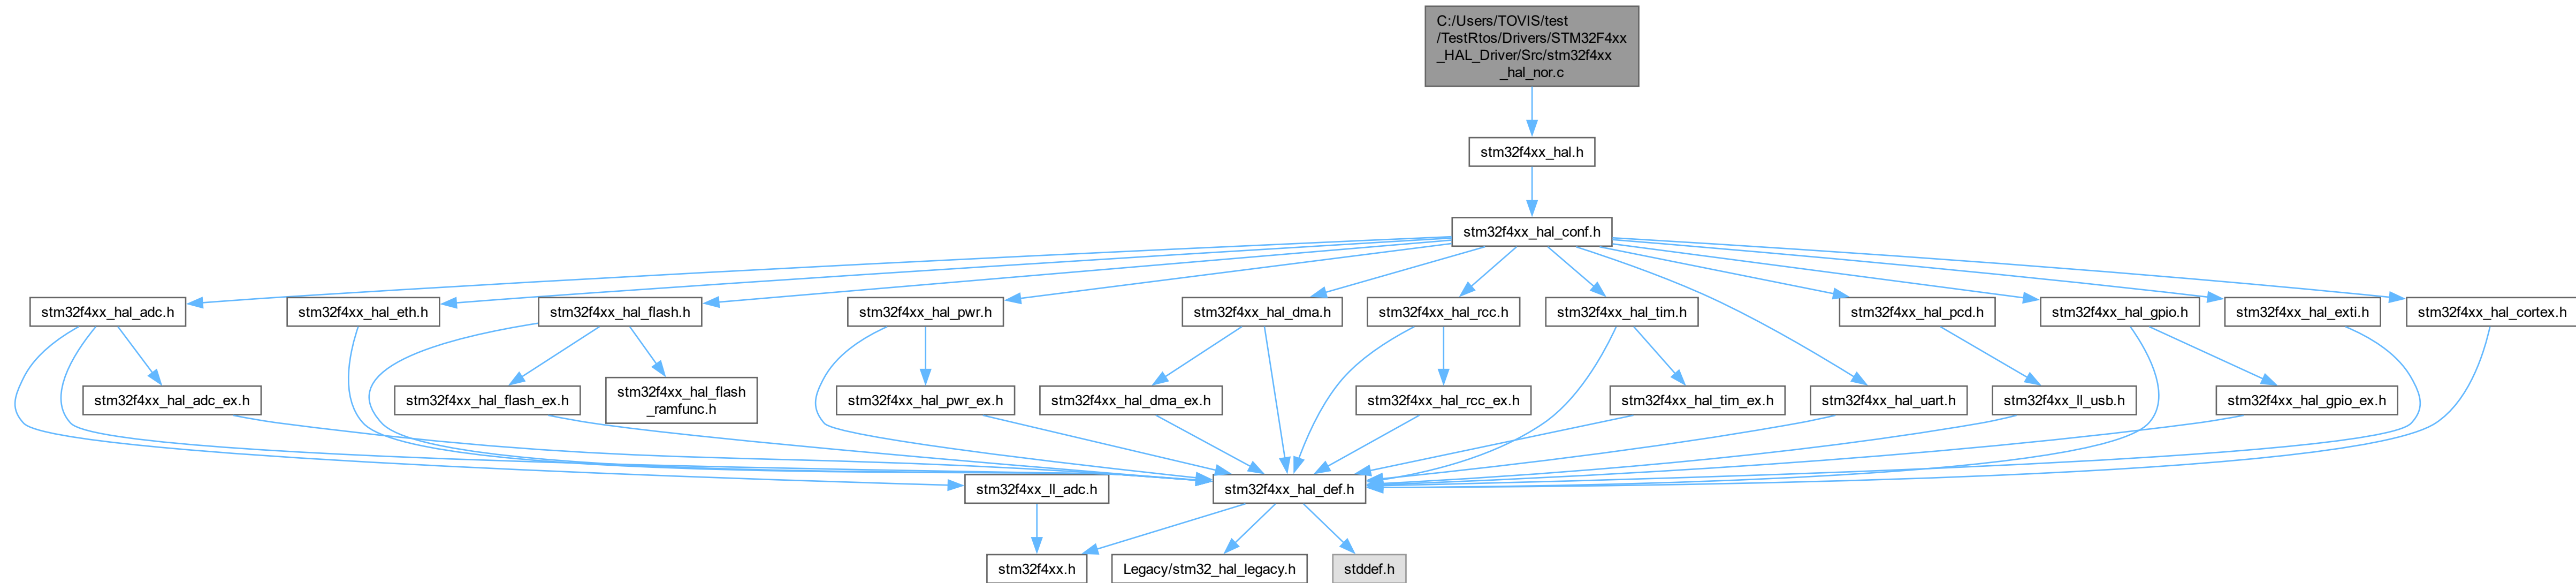 C:/Users/TOVIS/test
/TestRtos/Drivers/STM32F4xx
_HAL_Driver/Src/stm32f4xx
_hal_nor.c
stm32f4xx_hal.h
stm32f4xx_hal_conf.h
stm32f4xx_hal_adc.h
stm32f4xx_hal_eth.h
stm32f4xx_hal_flash.h
stm32f4xx_hal_pwr.h
stm32f4xx_hal_dma.h
stm32f4xx_hal_rcc.h
stm32f4xx_hal_tim.h
stm32f4xx_hal_pcd.h
stm32f4xx_hal_gpio.h
stm32f4xx_hal_exti.h
stm32f4xx_hal_cortex.h
stm32f4xx_hal_adc_ex.h
stm32f4xx_hal_flash_ex.h
stm32f4xx_hal_flash
_ramfunc.h
stm32f4xx_hal_pwr_ex.h
stm32f4xx_hal_dma_ex.h
stm32f4xx_hal_rcc_ex.h
stm32f4xx_hal_tim_ex.h
stm32f4xx_hal_uart.h
stm32f4xx_ll_usb.h
stm32f4xx_hal_gpio_ex.h
stm32f4xx_ll_adc.h
stm32f4xx_hal_def.h
stm32f4xx.h
Legacy/stm32_hal_legacy.h
stddef.h